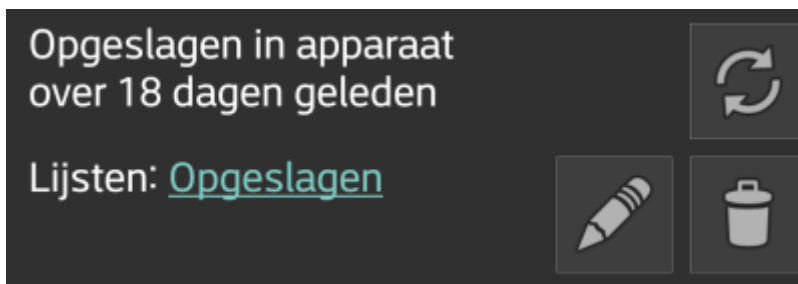 Opgeslagen in apparaat
over 18 dagen geleden
Lijsten: Opgeslagen